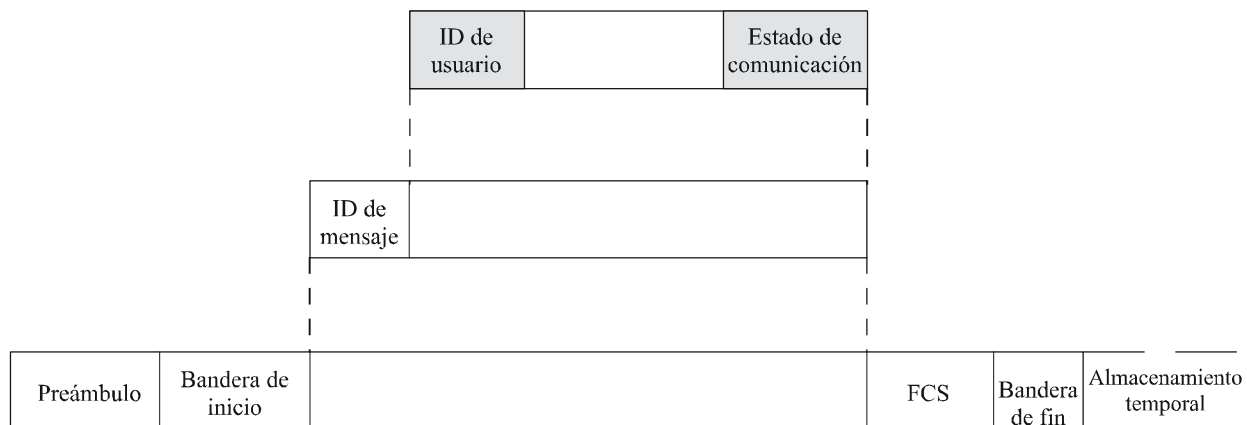 ID de
usuario
Estado de
comunicación
ID de
mensaje
Preámbulo
Bandera de
inicio
FCS
Bandera
de fin
Almacenamiento
temporal